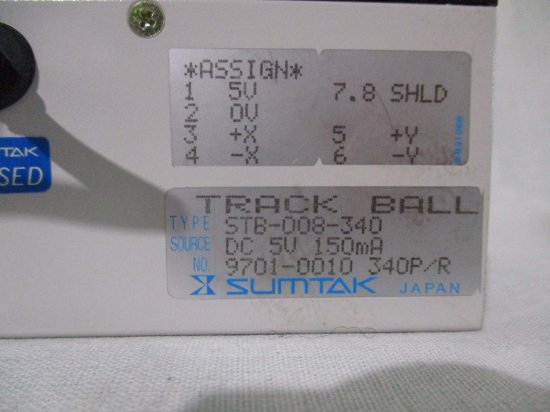 *ASSIGN*
1 5V 7.8 SHLD
2 0V
3 +X 5 +Y
4 -X 6 -Y
TAK
SED
TRACK BALL
TYPE STB-008-340
SOURCE DC 5V 150mA
NO. 9701-0010 340P/R
SUMTAK JAPAN